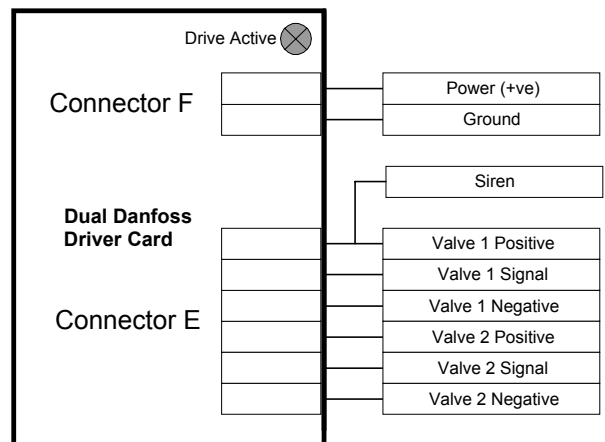 Drive Active
Connector F
Power (+ve)
Ground
Siren
Dual Danfoss
Driver Card
Connector E
Valve 1 Positive
Valve 1 Signal
Valve 1 Negative
Valve 2 Positive
Valve 2 Signal
Valve 2 Negative